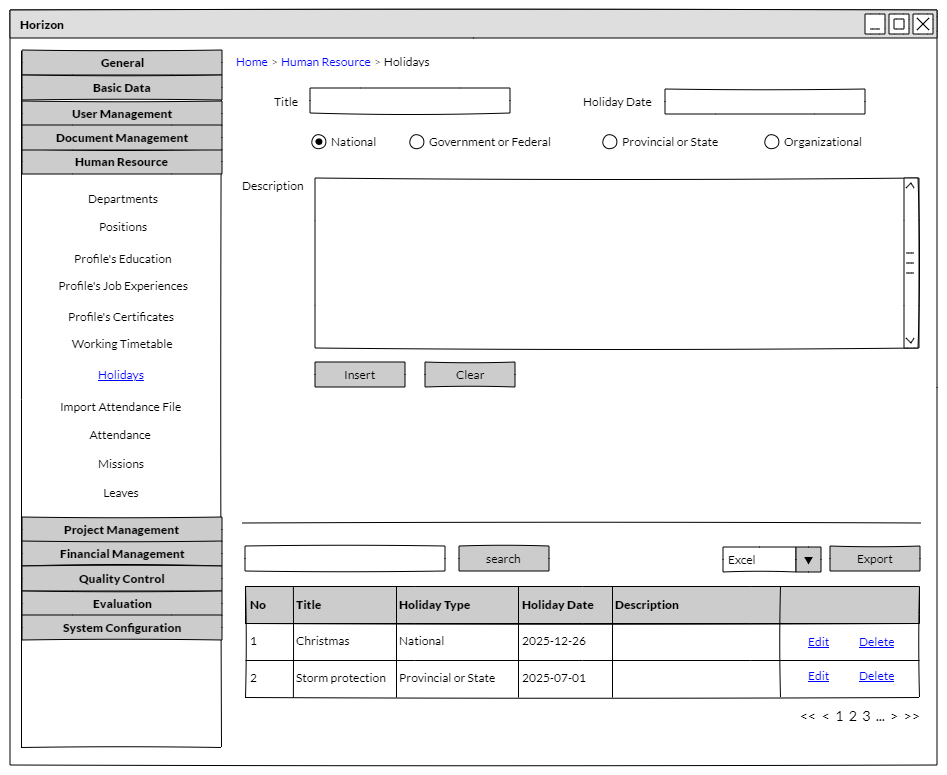 Horizon
General
Basic Data
User Management
Document Management
Human Resource
Departments
Positions
Profile's Education
Profile's Job Experiences
Profile's Certificates
Working Timetable
Holidays
Import Attendance File
Attendance
Missions
Leaves
Project Management
Financial Management
Quality Control
Evaluation
System Configuration
Home > Human Resource > Holidays
Title Holiday Date
National Government or Federal Provincial or State Organizational
Description
Insert Clear
search Excel Export
No Title Holiday Type Holiday Date Description
1 Christmas National 2025-12-26 Edit Delete
2 Storm protection Provincial or State 2025-07-01 Edit Delete
<< < 1 2 3 ... > >>